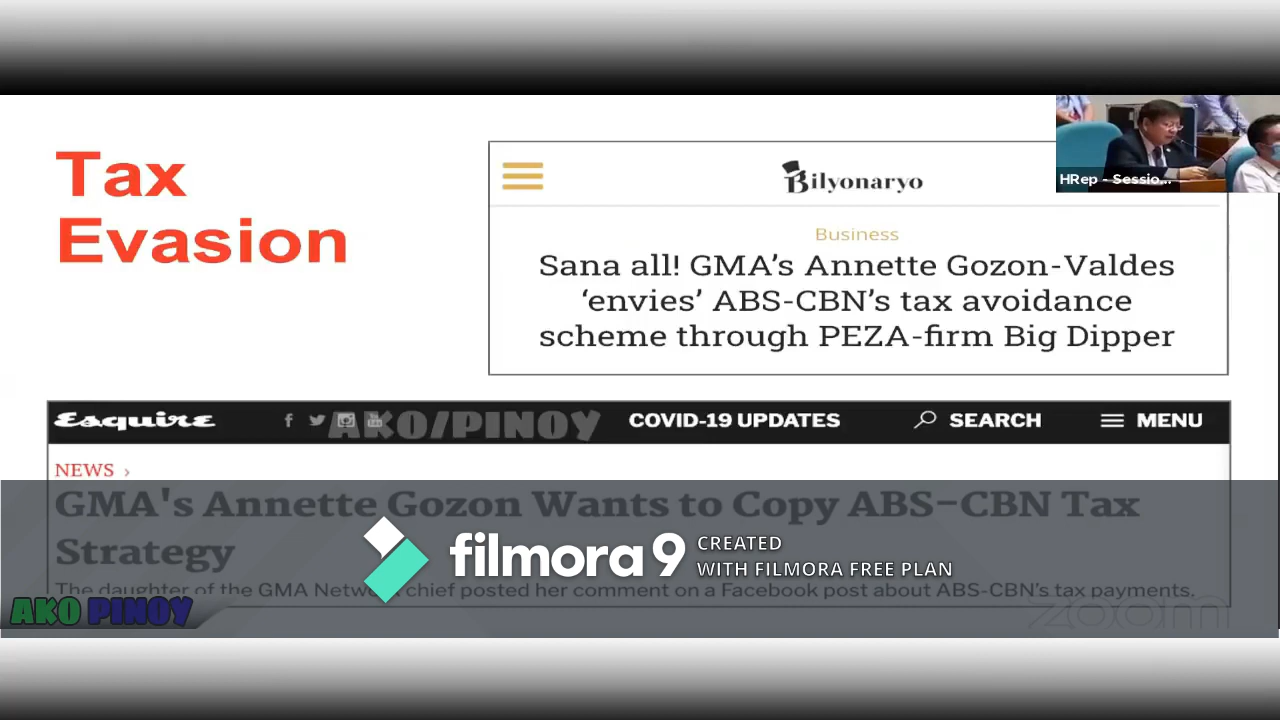 Tax
Evasion
Bilyonaryo
HRep - Sessio...
Business
Sana all! GMA's Annette Gozon-Valdes
‘envies’ ABS-CBN’s tax avoidance
scheme through PEZA-firm Big Dipper
Esquire
AKO/PINOY
COVID-19 UPDATES
SEARCH
MENU
NEWS ›
GMA's Annette Gozon Wants to Copy ABS-CBN Tax
Strategy
filmora9
CREATED
WITH FILMORA FREE PLAN
The daughter of the GMA Network chief posted her comment on a Facebook post about ABS-CBN's tax payments.
AKO PINOY
zoom